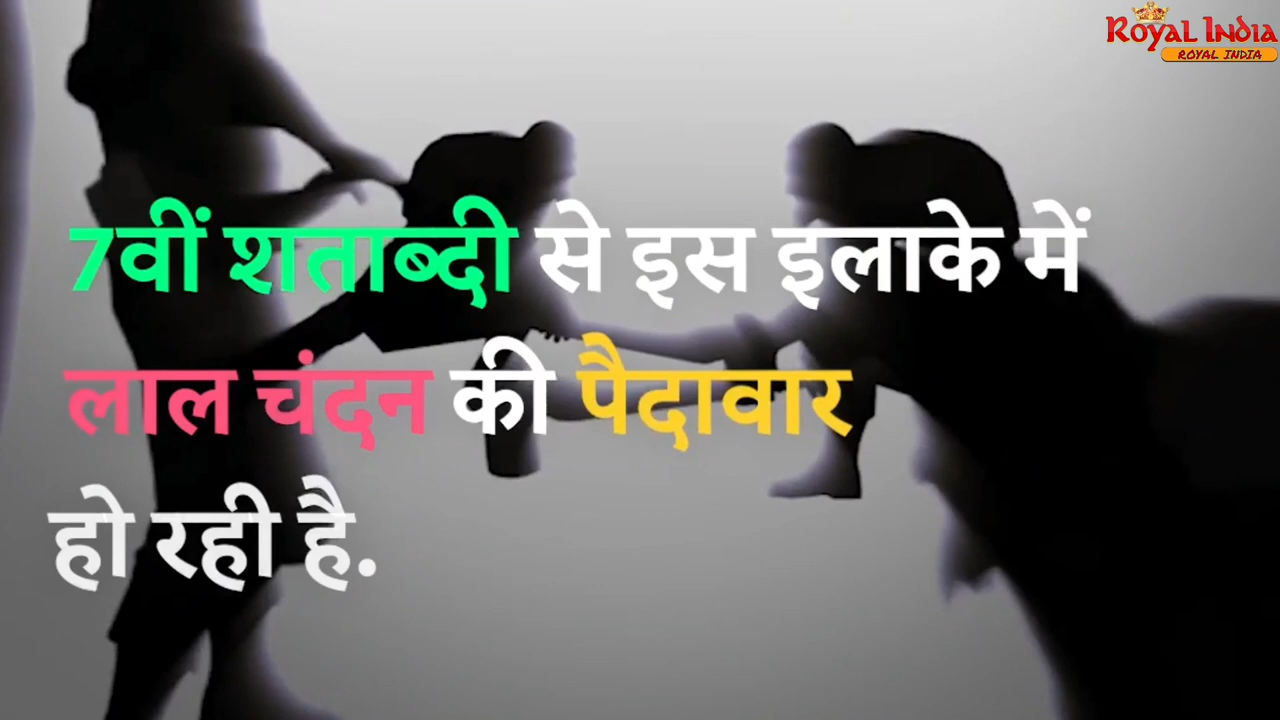 ROYAL INDIA
ROYAL INDIA
7वीं शताब्दी से इस इलाके में
लाल चंदन की पैदावार
हो रही है.